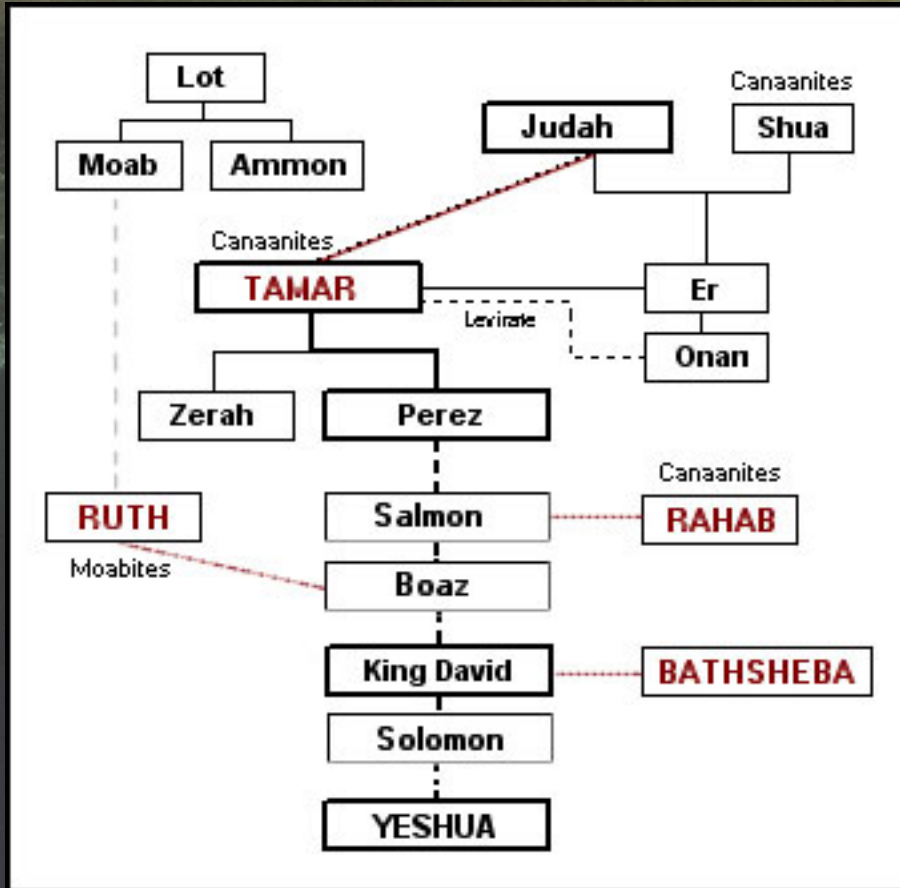 Lot
Canaanites
Judah
Shua
Moab
Ammon
Canaanites
TAMAR
Er
Levirate
Onan
Zerah
Perez
Canaanites
RUTH
Salmon
RAHAB
Moabites
Boaz
King David
BATHSHEBA
Solomon
YESHUA